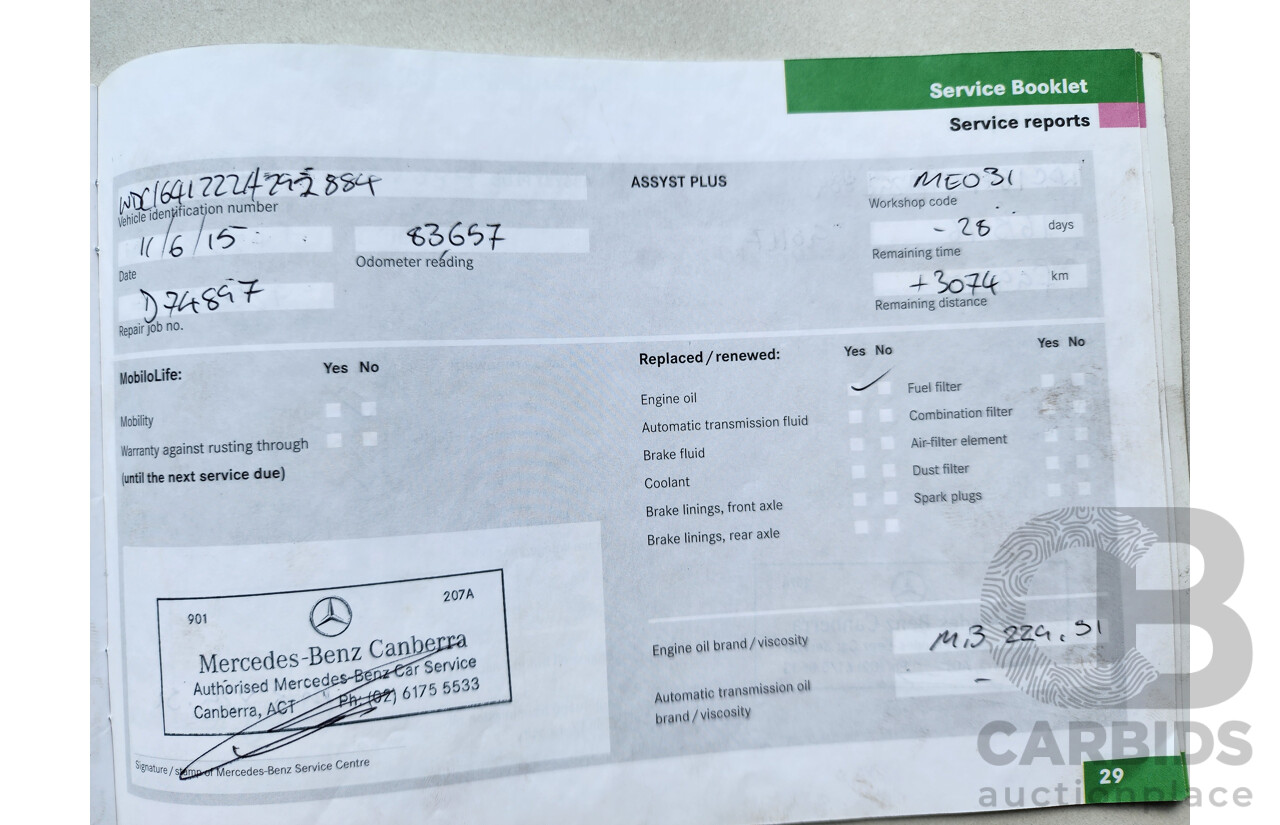 Service Booklet
Service reports
WDC1641222A292884
Vehicle identification number
ASSYST PLUS
ME031
Workshop code
11/6/15
Date
83657
Odometer reading
- 28 days
Remaining time
D74897
Repair job no.
+3074 km
Remaining distance
MobiloLife: Yes No
Mobility
Warranty against rusting through
(until the next service due)
Replaced / renewed: Yes No Yes No
Engine oil ✓
Automatic transmission fluid
Brake fluid
Coolant
Brake linings, front axle
Brake linings, rear axle
Fuel filter
Combination filter
Air-filter element
Dust filter
Spark plugs
901 207A
Mercedes-Benz Canberra
Authorised Mercedes-Benz Car Service
Canberra, ACT Ph: (02) 6175 5533
Signature / stamp of Mercedes-Benz Service Centre
Engine oil brand / viscosity MB 229.51
Automatic transmission oil -
brand / viscosity
29
CB
CARBIDS
auctionplace